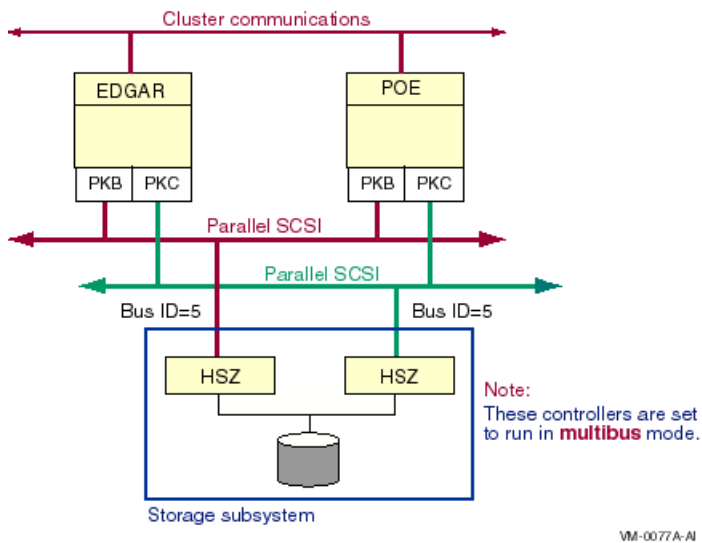 Cluster communications
EDGAR
POE
PKB
PKC
PKB
PKC
Parallel SCSI
Parallel SCSI
Bus ID=5
Bus ID=5
HSZ
HSZ
Note:
These controllers are set
to run in multibus mode.
Storage subsystem
VM-0077A-AI